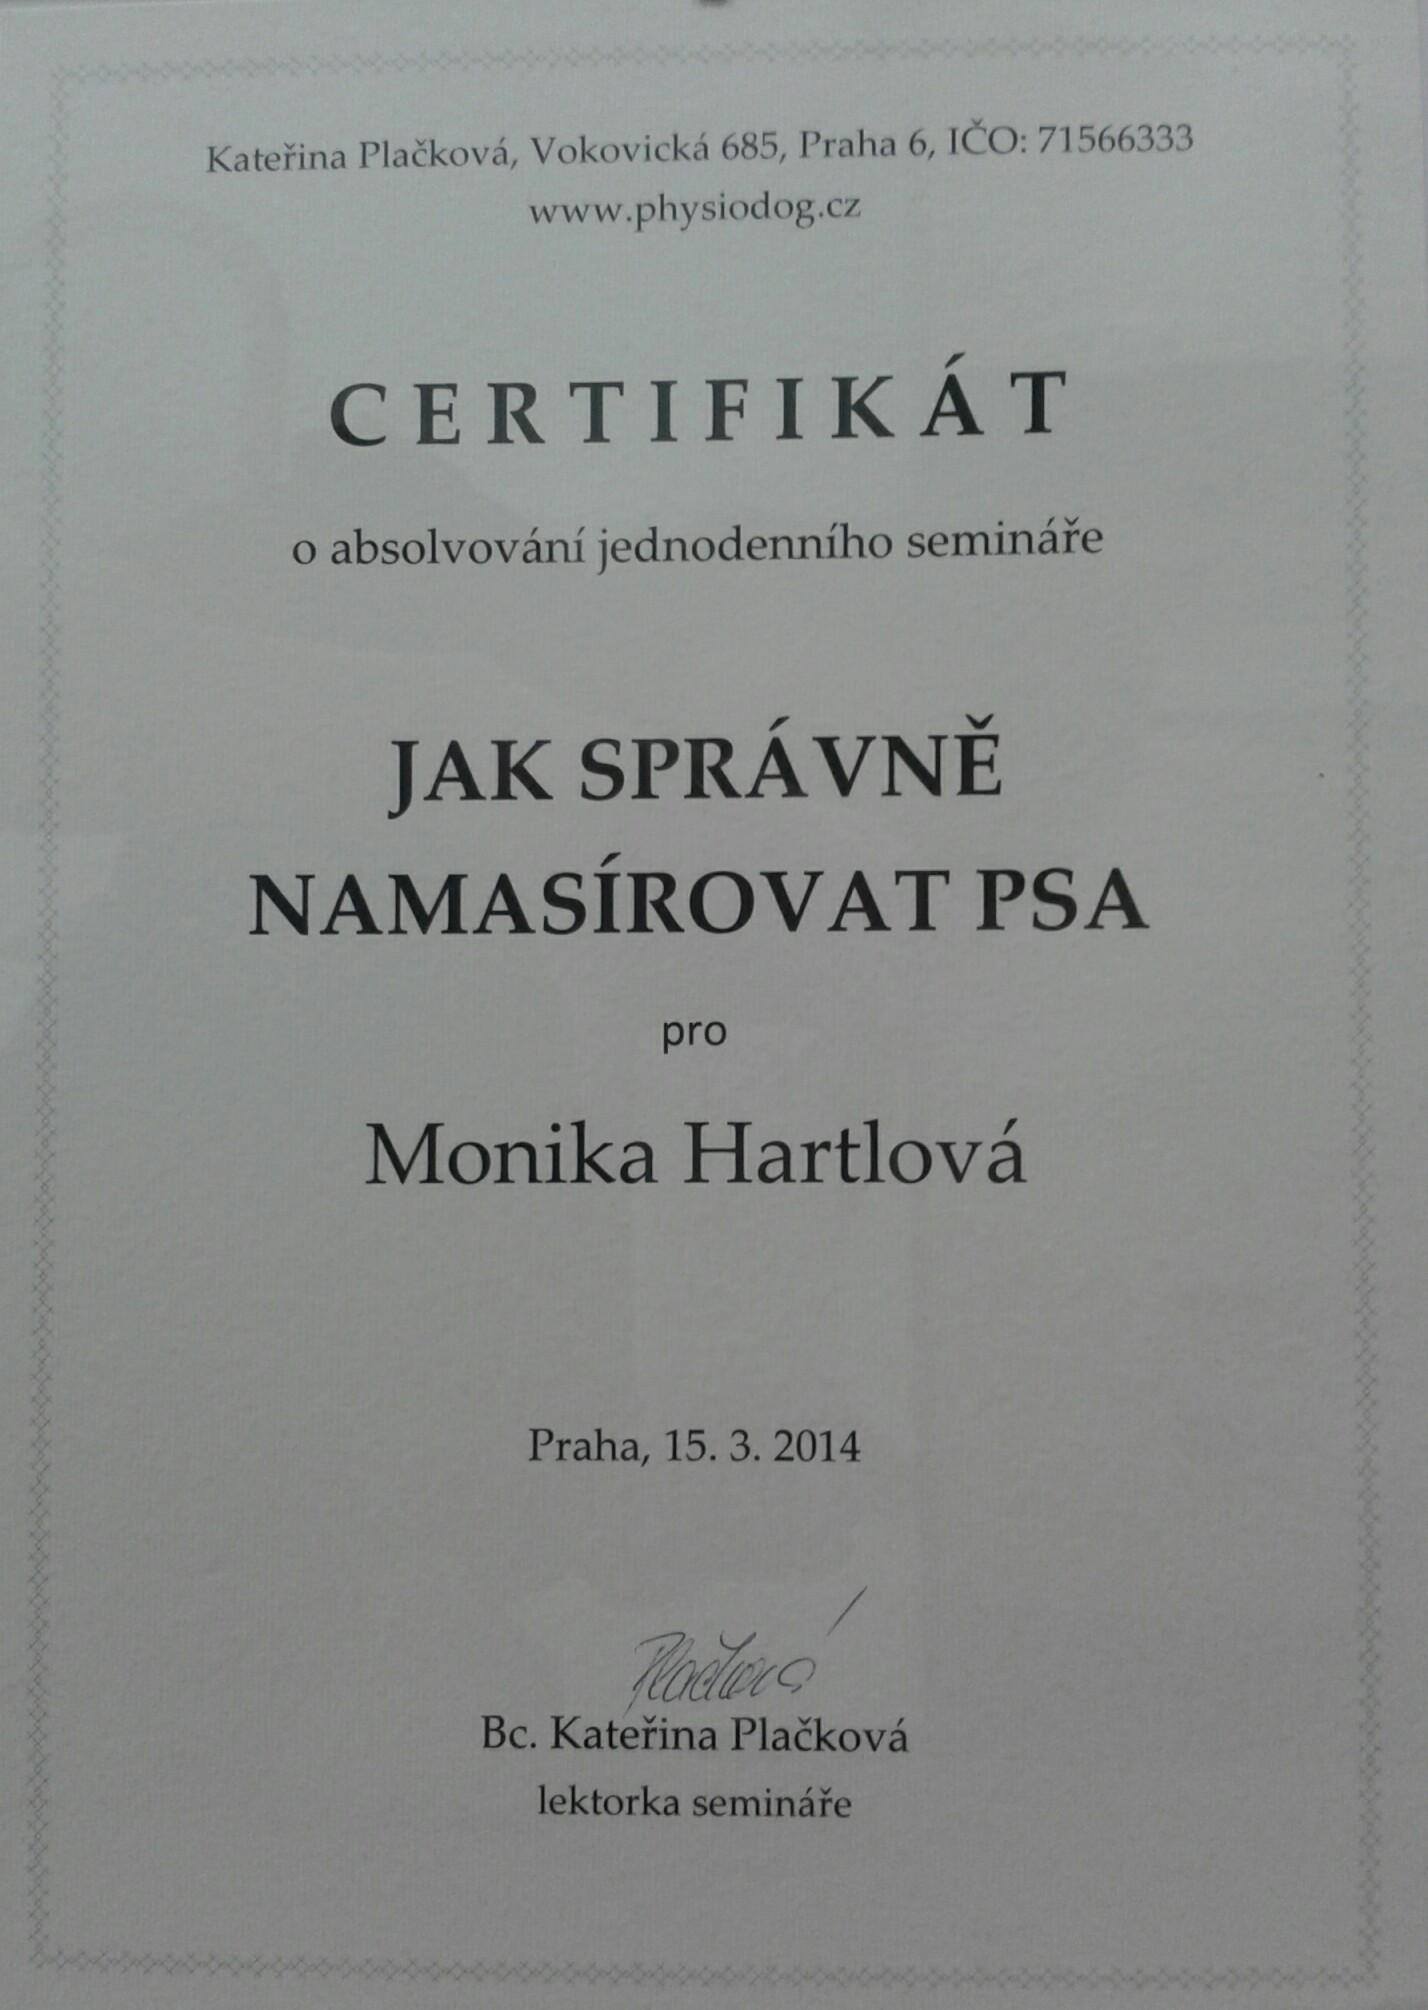 Kateřina Plačková, Vokovická 685, Praha 6, IČO: 71566333
www.physiodog.cz
CERTIFIKÁT
o absolvování jednodenního semináře
JAK SPRÁVNĚ
NAMASÍROVAT PSA
pro
Monika Hartlová
Praha, 15. 3. 2014
Plačková
Bc. Kateřina Plačková
lektorka semináře